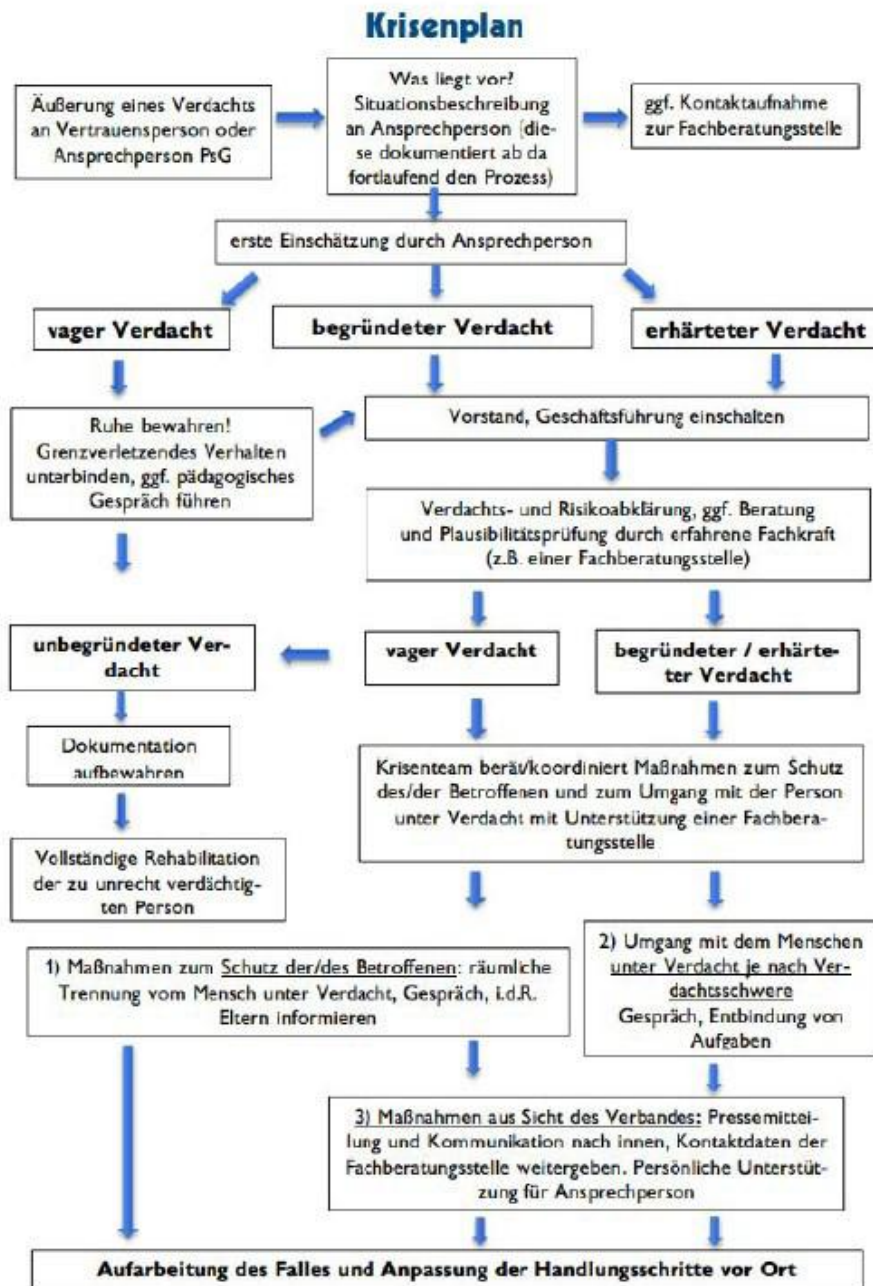 Krisenplan
Äußerung eines Verdachts
an Vertrauensperson oder
Ansprechperson PsG
Was liegt vor?
Situationsbeschreibung
an Ansprechperson (die-
se dokumentiert ab da
fortlaufend den Prozess)
ggf. Kontaktaufnahme
zur Fachberatungsstelle
erste Einschätzung durch Ansprechperson
vager Verdacht
begründeter Verdacht
erhärteter Verdacht
Ruhe bewahren!
Grenzverletzendes Verhalten
unterbinden, ggf. pädagogisches
Gespräch führen
Vorstand, Geschäftsführung einschalten
Verdachts- und Risikoabklärung, ggf. Beratung
und Plausibilitätsprüfung durch erfahrene Fachkraft
(z.B. einer Fachberatungsstelle)
unbegründeter Ver-
dacht
vager Verdacht
begründeter / erhärte-
ter Verdacht
Dokumentation
aufbewahren
Krisenteam berät/koordiniert Maßnahmen zum Schutz
des/der Betroffenen und zum Umgang mit der Person
unter Verdacht mit Unterstützung einer Fachbera-
tungsstelle
Vollständige Rehabilitation
der zu unrecht verdächtig-
ten Person
1) Maßnahmen zum Schutz der/des Betroffenen: räumliche
Trennung vom Mensch unter Verdacht, Gespräch, i.d.R.
Eltern informieren
2) Umgang mit dem Menschen
unter Verdacht je nach Ver-
dachtsschwere
Gespräch, Entbindung von
Aufgaben
3) Maßnahmen aus Sicht des Verbandes: Pressemittei-
lung und Kommunikation nach innen, Kontaktdaten der
Fachberatungsstelle weitergeben. Persönliche Unterstüt-
zung für Ansprechperson
Aufarbeitung des Falles und Anpassung der Handlungsschritte vor Ort